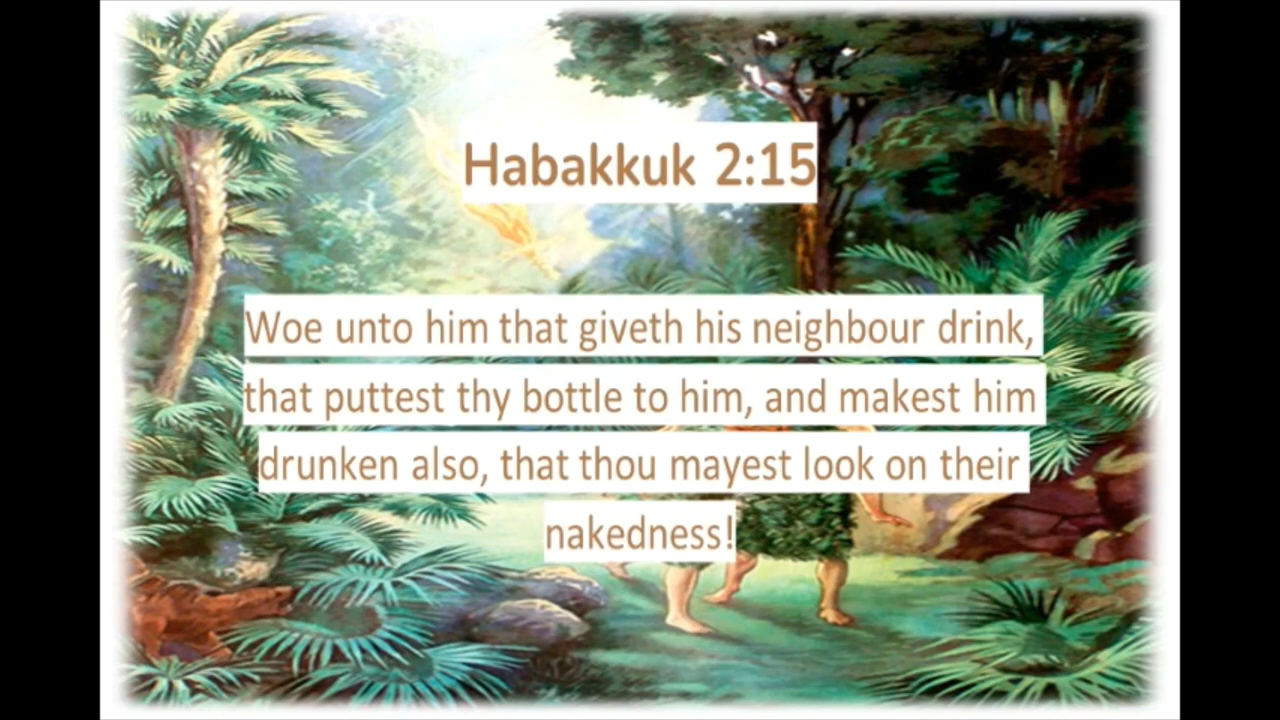 Habakkuk 2:15
Woe unto him that giveth his neighbour drink,
that puttest thy bottle to him, and makest him
drunken also, that thou mayest look on their
nakedness!